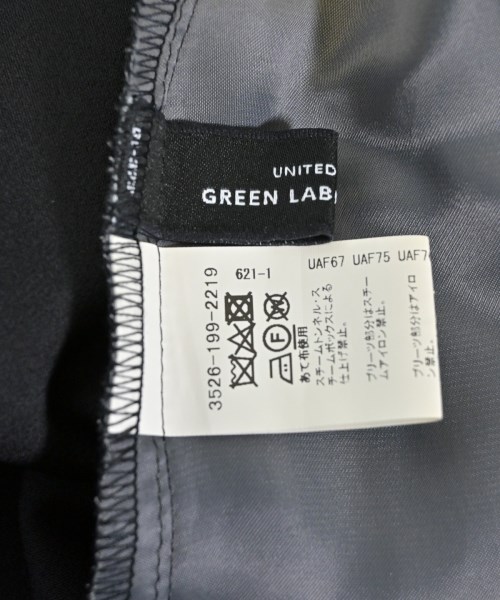 UNITED
GREEN LAB
3526-199-2219
621-1
UAF67 UAF75 UAF7
F
あて布使用
スチームトンネル・ス
チームボックスによる
仕上げ禁止。
プリーツ部分はスチー
ムアイロン禁止。
プリーツ部分はアイロ
ン禁止。